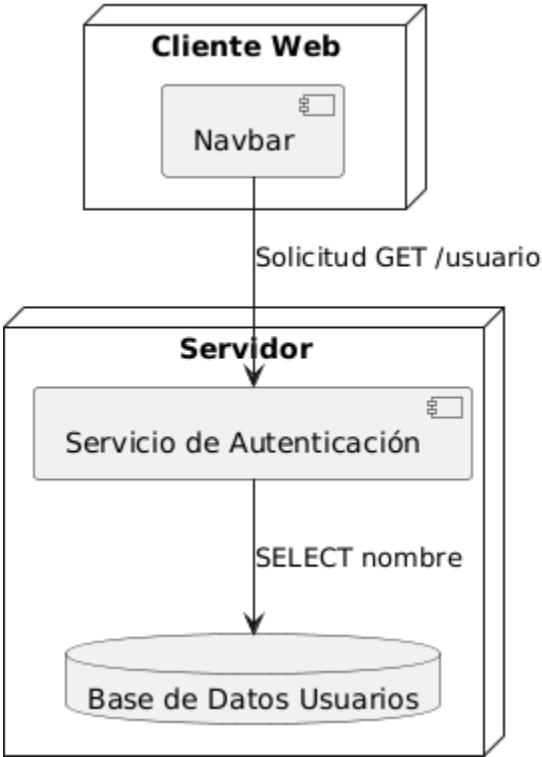 Cliente Web
Navbar
Solicitud GET /usuario
Servidor
Servicio de Autenticación
SELECT nombre
Base de Datos Usuarios